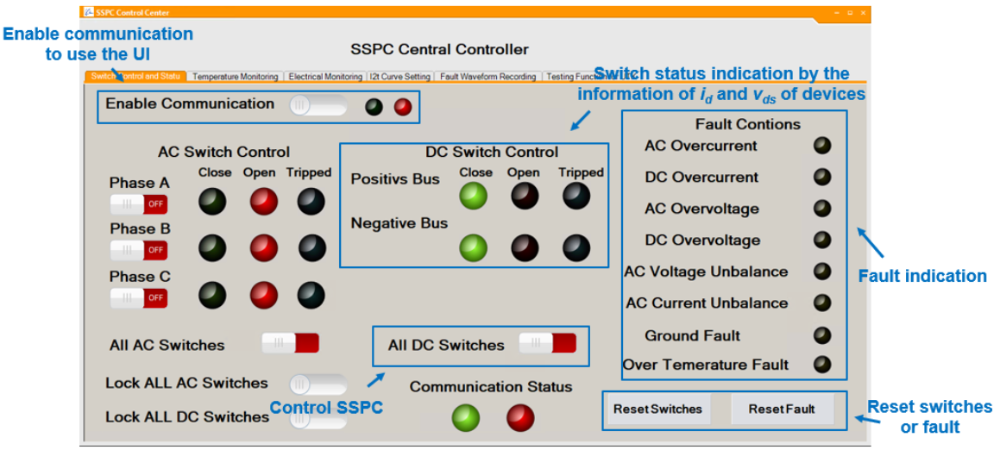 SSPC Control Center
Enable communication
to use the UI
SSPC Central Controller
Switch Control and Statu Temperature Monitoring Electrical Monitoring I2t Curve Setting Fault Waveform Recording Testing
Switch status indication by the
information of id and vds of devices
Enable Communication
Fault Contions
AC Overcurrent
DC Overcurrent
AC Overvoltage
DC Overvoltage
AC Voltage Unbalance
AC Current Unbalance
Ground Fault
Over Temerature Fault
Fault indication
AC Switch Control
Close Open Tripped
Phase A
OFF
Phase B
OFF
Phase C
OFF
DC Switch Control
Close Open Tripped
Positivs Bus
Negative Bus
All AC Switches
All DC Switches
Lock ALL AC Switches
Lock ALL DC Switches
Control SSPC
Communication Status
Reset Switches
Reset Fault
Reset switches
or fault